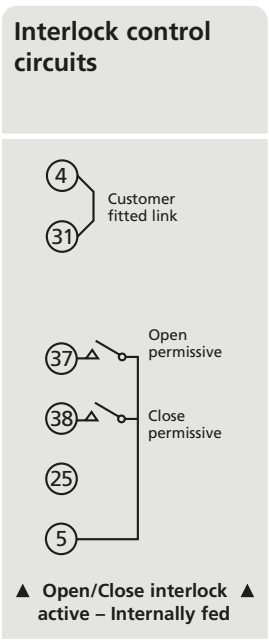 Interlock control
circuits
4
Customer
fitted link
31
Open
permissive
37
38
Close
permissive
25
5
▲ Open/Close interlock ▲
active – Internally fed